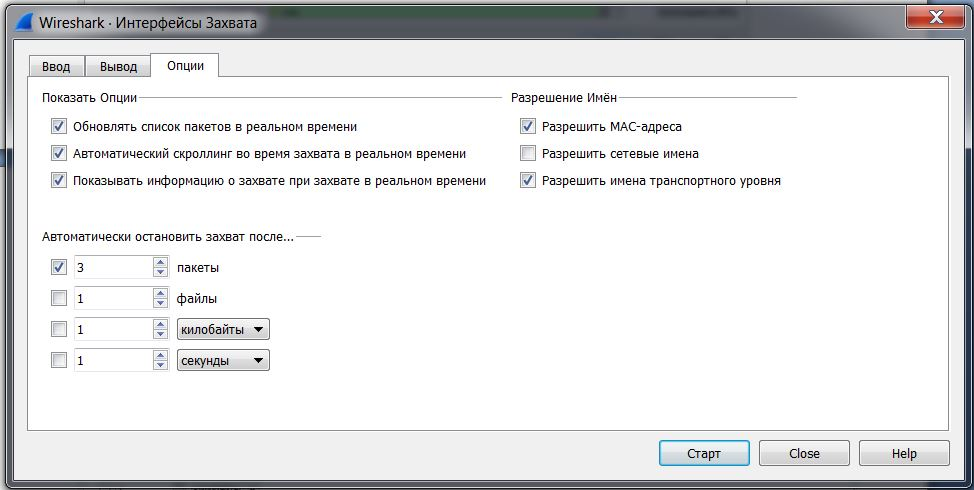 Wireshark · Интерфейсы Захвата
Ввод
Вывод
Опции
Показать Опции
Обновлять список пакетов в реальном времени
Автоматический скроллинг во время захвата в реальном времени
Показывать информацию о захвате при захвате в реальном времени
Разрешение Имён
Разрешить MAC-адреса
Разрешить сетевые имена
Разрешить имена транспортного уровня
Автоматически остановить захват после...
3 пакеты
1 файлы
1 килобайты
1 секунды
Старт
Close
Help